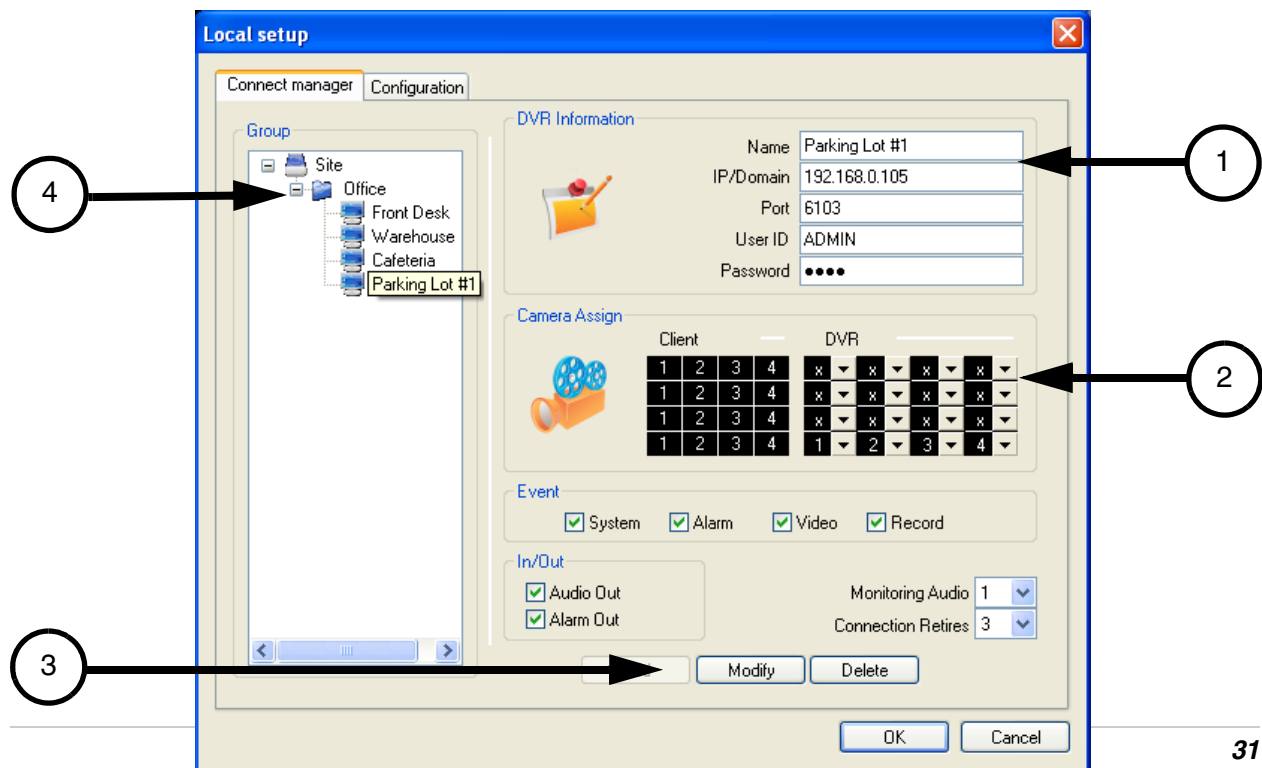 Local setup
Connect manager Configuration
Group
Site
Office
Front Desk
Warehouse
Cafeteria
Parking Lot #1
DVR Information
Name Parking Lot #1
IP/Domain 192.168.0.105
Port 6103
User ID ADMIN
Password ●●●●
Camera Assign
Client DVR
1 2 3 4 x x x x
1 2 3 4 x x x x
1 2 3 4 x x x x
1 2 3 4 1 2 3 4
Event
System Alarm Video Record
In/Out
Audio Out
Alarm Out
Monitoring Audio 1
Connection Retires 3
Modify Delete
OK Cancel
1
2
3
4
31